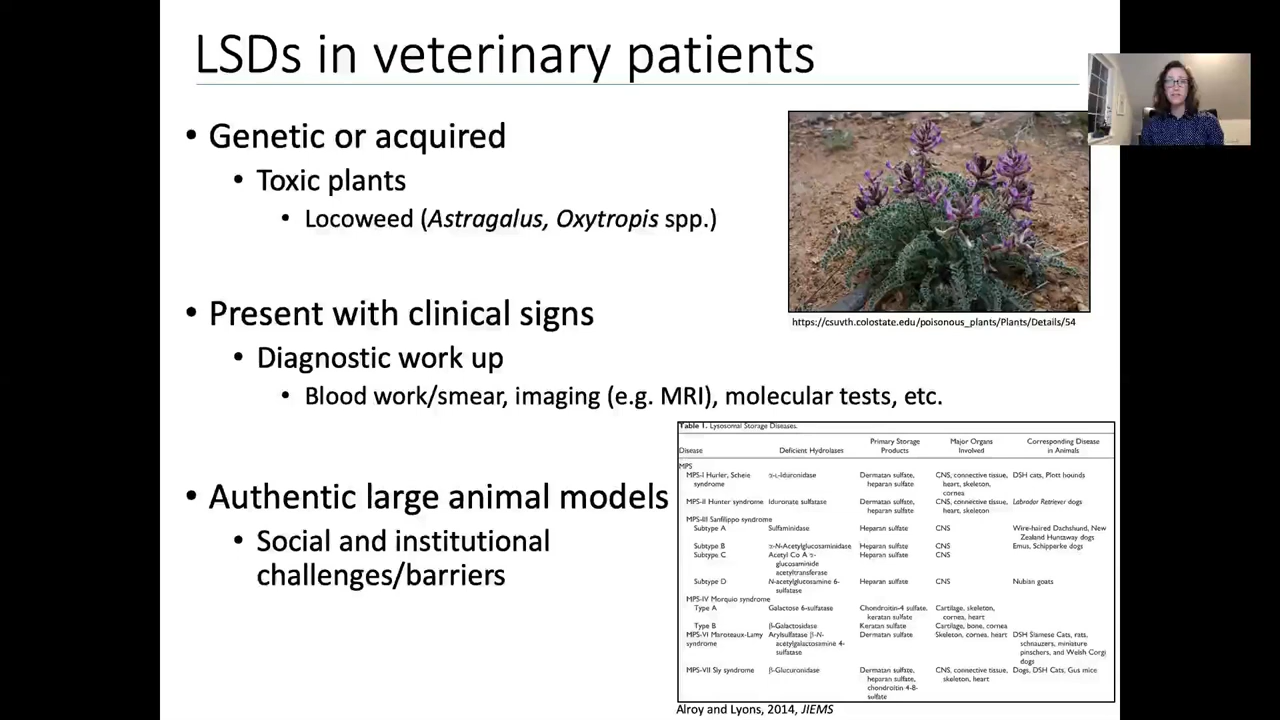 LSDs in veterinary patients
• Genetic or acquired
• Toxic plants
• Locoweed (Astragalus, Oxytropis spp.)
https://csuvth.colostate.edu/poisonous_plants/Plants/Details/54
• Present with clinical signs
• Diagnostic work up
• Blood work/smear, imaging (e.g. MRI), molecular tests, etc.
• Authentic large animal models
• Social and institutional
challenges/barriers
Table 1. Lysosomal Storage Diseases.
Disease Deficient Hydrolases Primary Storage Products Major Organs Involved Corresponding Disease in Animals
MPS
MPS-I Hurler, Scheie syndrome α-L-Iduronidase Dermatan sulfate, heparan sulfate CNS, connective tissue, heart, skeleton, cornea DSH cats, Plott hounds
MPS-II Hunter syndrome Iduronate sulfatase Dermatan sulfate, heparan sulfate CNS, connective tissue, heart, skeleton Labrador Retriever dogs
MPS-III Sanfilippo syndrome
Subtype A Sulfaminidase Heparan sulfate CNS Wire-haired Dachshund, New Zealand Huntaway dogs
Subtype B α-N-Acetylglucosaminidase Heparan sulfate CNS Emus, Schipperke dogs
Subtype C Acetyl Co A α-glucosaminide acetyltransferase Heparan sulfate CNS
Subtype D N-acetylglucosamine 6-sulfatase Heparan sulfate CNS Nubian goats
MPS-IV Morquio syndrome
Type A Galactose 6-sulfatase Chondroitin-4 sulfate, keratan sulfate Cartilage, skeleton, cornea, heart
Type B β-Galactosidase Keratan sulfate Cartilage, bone, cornea
MPS-VI Maroteaux-Lamy syndrome Arylsulfatase β-N-acetylgalactosamine 4-sulfatase Dermatan sulfate Skeleton, cornea, heart DSH Siamese Cats, rats, schnauzers, miniature pinschers, and Welsh Corgi dogs
MPS-VII Sly syndrome β-Glucuronidase Dermatan sulfate, heparan sulfate, chondroitin 4-8-sulfate CNS, connective tissue, skeleton, heart Dogs, DSH Cats, Gus mice
Alroy and Lyons, 2014, JIEMS